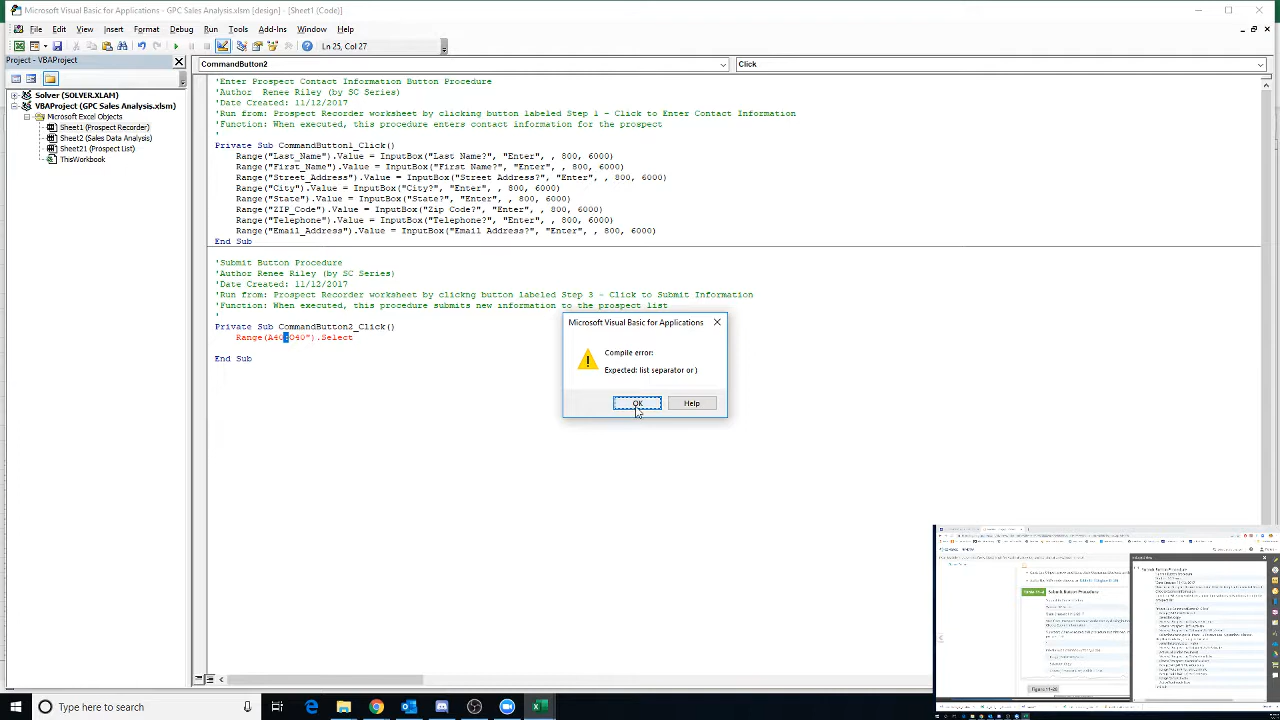 Microsoft Visual Basic for Applications - GPC Sales Analysis.xlsm [design] - [Sheet1 (Code)]
File Edit View Insert Format Debug Run Tools Add-Ins Window Help
Ln 25, Col 27
Project - VBAProject
CommandButton2
Click
Solver (SOLVER.XLAM)
VBAProject (GPC Sales Analysis.xlsm)
Microsoft Excel Objects
Sheet1 (Prospect Recorder)
Sheet2 (Sales Data Analysis)
Sheet21 (Prospect List)
ThisWorkbook
'Enter Prospect Contact Information Button Procedure
'Author Renee Riley (by SC Series)
'Date Created: 11/12/2017
'Run from: Prospect Recorder worksheet by clicking button labeled Step 1 - Click to Enter Contact Information
'Function: When executed, this procedure enters contact information for the prospect
'
Private Sub CommandButton1_Click()
Range("Last_Name").Value = InputBox("Last Name?", "Enter", , 800, 6000)
Range("First_Name").Value = InputBox("First Name?", "Enter", , 800, 6000)
Range("Street_Address").Value = InputBox("Street Address?", "Enter", , 800, 6000)
Range("City").Value = InputBox("City?", "Enter", , 800, 6000)
Range("State").Value = InputBox("State?", "Enter", , 800, 6000)
Range("ZIP_Code").Value = InputBox("Zip Code?", "Enter", , 800, 6000)
Range("Telephone").Value = InputBox("Telephone?", "Enter", , 800, 6000)
Range("Email_Address").Value = InputBox("Email Address?", "Enter", , 800, 6000)
End Sub
'Submit Button Procedure
'Author Renee Riley (by SC Series)
'Date Created: 11/12/2017
'Run from: Prospect Recorder worksheet by clickng button labeled Step 3 - Click to Submit Information
'Function: When executed, this procedure submits new information to the prospect list
'
Private Sub CommandButton2_Click()
Range(A40:O40").Select
End Sub
Microsoft Visual Basic for Applications
Compile error:
Expected: list separator or )
OK Help
Submit Button Procedure
Figure 11-20
Type here to search